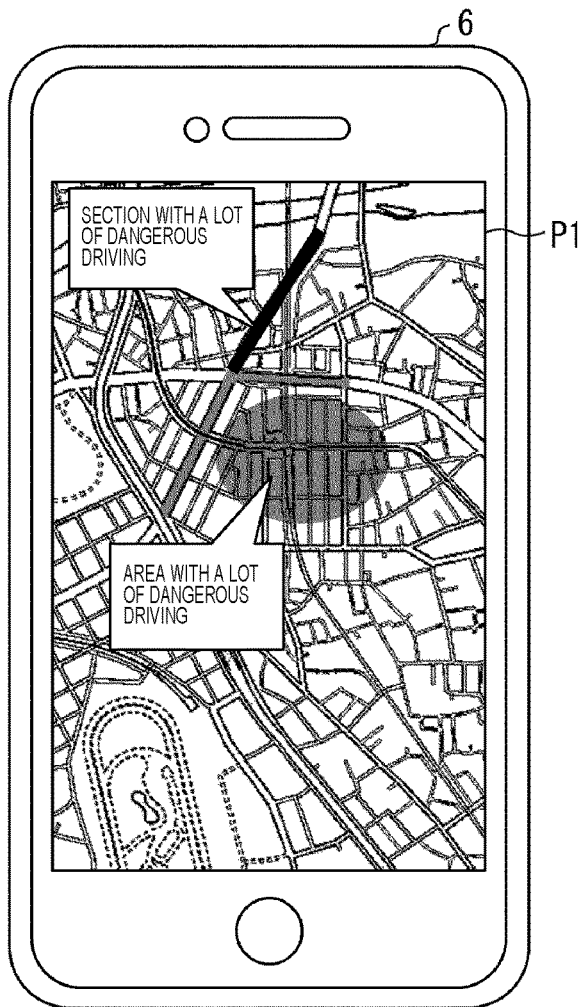 6
P1
SECTION WITH A LOT
OF DANGEROUS
DRIVING
AREA WITH A LOT
OF DANGEROUS
DRIVING